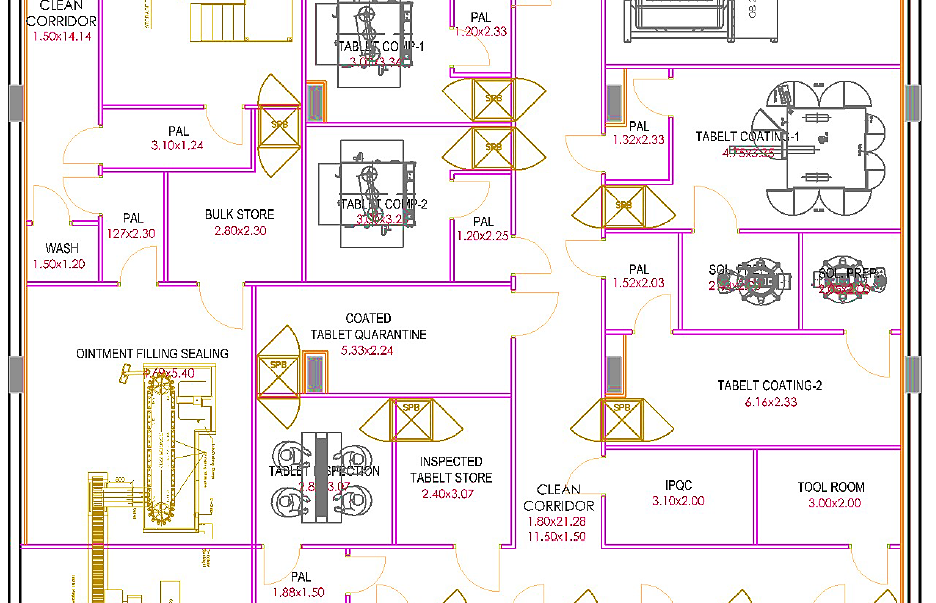 CLEAN
CORRIDOR
1.50x14.14
TABLET COMP-1
PAL
1.20x2.33
SPB
SPB
PAL
3.10x1.24
SPB
PAL
1.32x2.33
TABELT COATING-1
BULK STORE
2.80x2.30
TABLET COMP-2
PAL
1.20x2.25
SPB
PAL
127x2.30
WASH
1.50x1.20
PAL
1.52x2.03
SOL. PREP.
COATED
TABLET QUARANTINE
5.33x2.24
OINTMENT FILLING SEALING
SPB
TABELT COATING-2
6.16x2.33
SPB
SPB
TABLET INSPECTION
INSPECTED
TABELT STORE
2.40x3.07
CLEAN
CORRIDOR
1.80x21.28
11.50x1.50
IPQC
3.10x2.00
TOOL ROOM
3.00x2.00
PAL
1.88x1.50